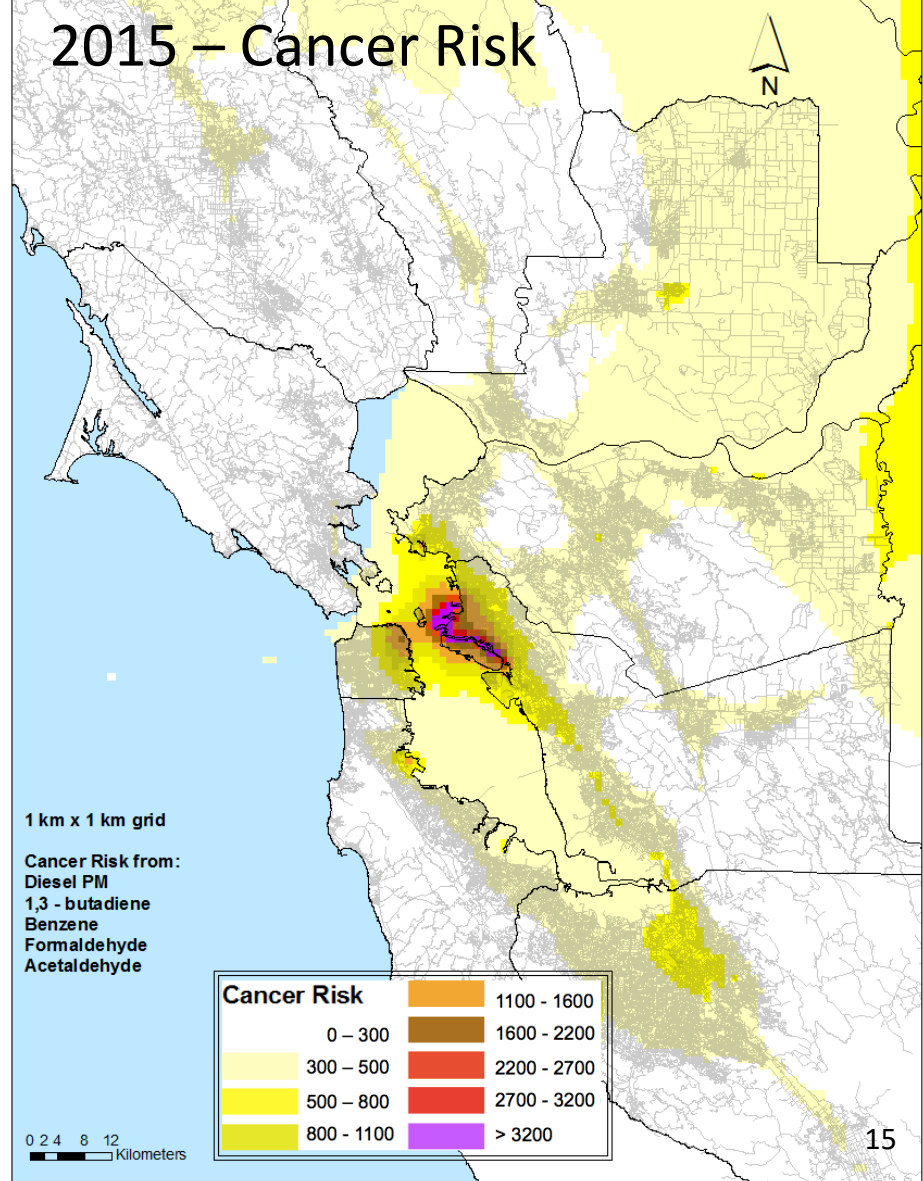 2015 – Cancer Risk
N
1 km x 1 km grid
Cancer Risk from:
Diesel PM
1,3 - butadiene
Benzene
Formaldehyde
Acetaldehyde
Cancer Risk
0 – 300
300 – 500
500 – 800
800 - 1100
1100 - 1600
1600 - 2200
2200 - 2700
2700 - 3200
> 3200
0 2 4 8 12
Kilometers
15